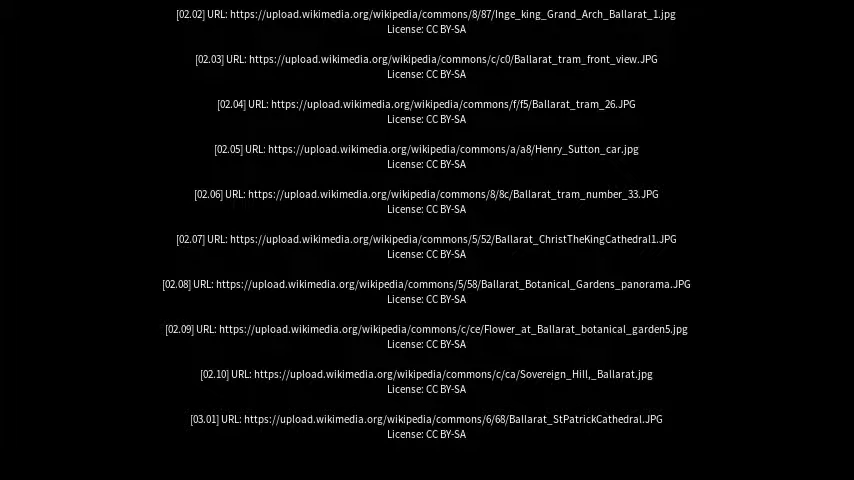 [02.02] URL: https://upload.wikimedia.org/wikipedia/commons/8/87/Inge_king_Grand_Arch_Ballarat_1.jpg
License: CC BY-SA
[02.03] URL: https://upload.wikimedia.org/wikipedia/commons/c/c0/Ballarat_tram_front_view.JPG
License: CC BY-SA
[02.04] URL: https://upload.wikimedia.org/wikipedia/commons/f/f5/Ballarat_tram_26.JPG
License: CC BY-SA
[02.05] URL: https://upload.wikimedia.org/wikipedia/commons/a/a8/Henry_Sutton_car.jpg
License: CC BY-SA
[02.06] URL: https://upload.wikimedia.org/wikipedia/commons/8/8c/Ballarat_tram_number_33.JPG
License: CC BY-SA
[02.07] URL: https://upload.wikimedia.org/wikipedia/commons/5/52/Ballarat_ChristTheKingCathedral1.JPG
License: CC BY-SA
[02.08] URL: https://upload.wikimedia.org/wikipedia/commons/5/58/Ballarat_Botanical_Gardens_panorama.JPG
License: CC BY-SA
[02.09] URL: https://upload.wikimedia.org/wikipedia/commons/c/ce/Flower_at_Ballarat_botanical_garden5.jpg
License: CC BY-SA
[02.10] URL: https://upload.wikimedia.org/wikipedia/commons/c/ca/Sovereign_Hill,_Ballarat.jpg
License: CC BY-SA
[03.01] URL: https://upload.wikimedia.org/wikipedia/commons/6/68/Ballarat_StPatrickCathedral.JPG
License: CC BY-SA